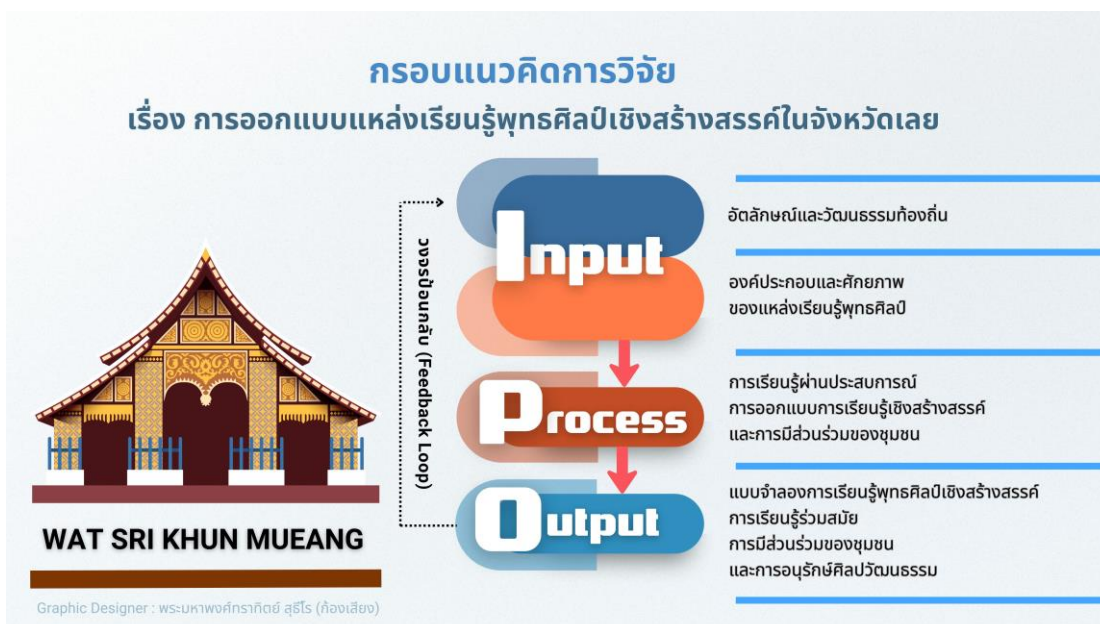 กรอบแนวคิดการวิจัย
เรื่อง การออกแบบแหล่งเรียนรู้พุทธศิลป์เชิงสร้างสรรค์ในจังหวัดเลย
Input
อัตลักษณ์และวัฒนธรรมท้องถิ่น
องค์ประกอบและศักยภาพ
ของแหล่งเรียนรู้พุทธศิลป์
Process
การเรียนรู้ผ่านประสบการณ์
การออกแบบการเรียนรู้เชิงสร้างสรรค์
และการมีส่วนร่วมของชุมชน
Output
แบบจำลองการเรียนรู้พุทธศิลป์เชิงสร้างสรรค์
การเรียนรู้ร่วมสมัย
การมีส่วนร่วมของชุมชน
และการอนุรักษ์ศิลปวัฒนธรรม
วงจรป้อนกลับ (Feedback Loop)
WAT SRI KHUN MUEANG
Graphic Designer : พระมหาพงศ์ทราทิตย์ สุธีโร (ก้องเสียง)